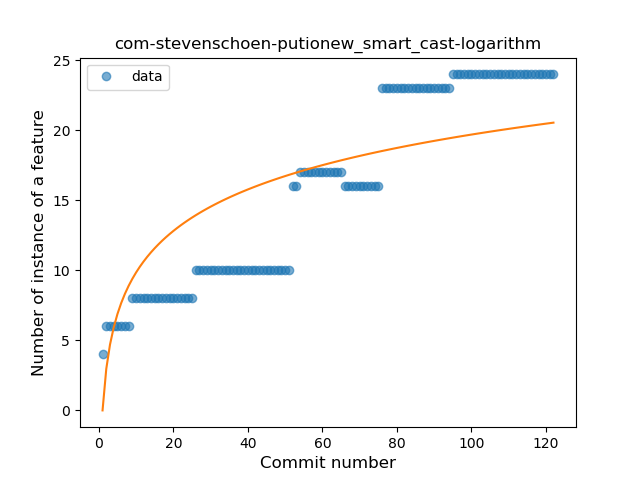 com-stevenschoen-putionew_smart_cast-logarithm
data
Number of instance of a feature
25
20
15
10
5
0
0 20 40 60 80 100 120
Commit number